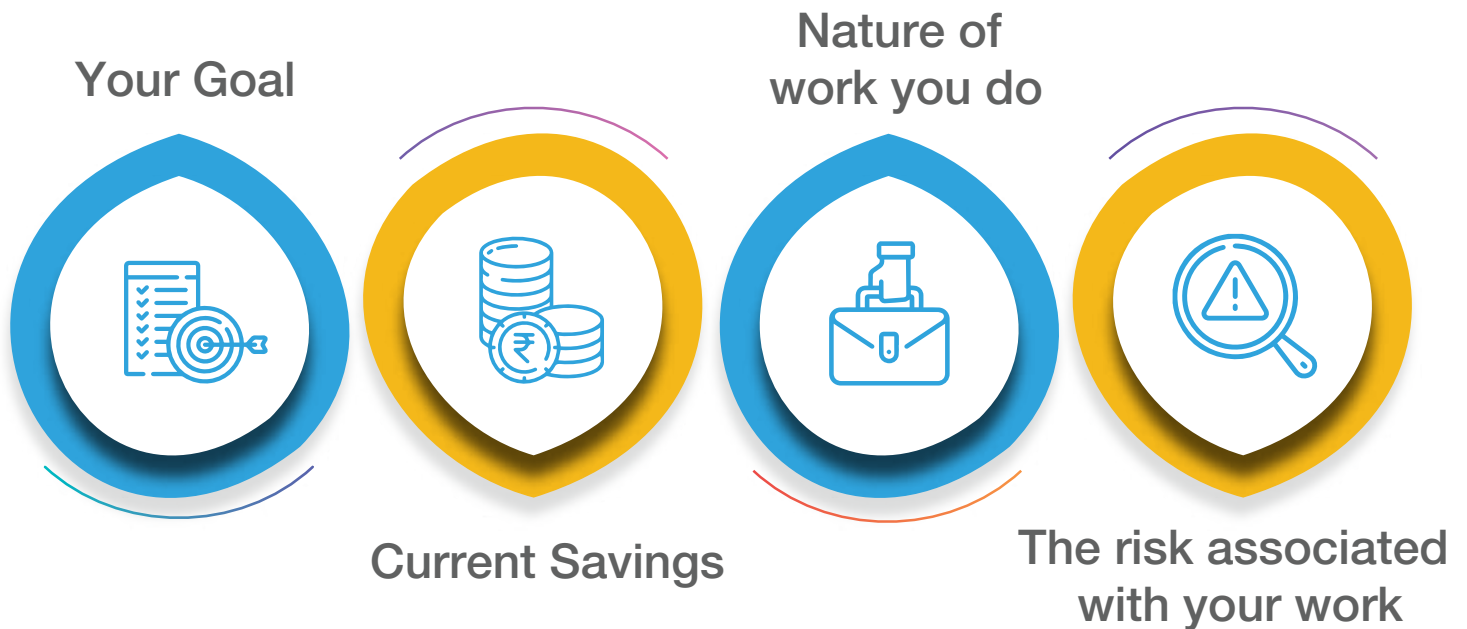 Your Goal
Current Savings
₹
Nature of
work you do
The risk associated
with your work